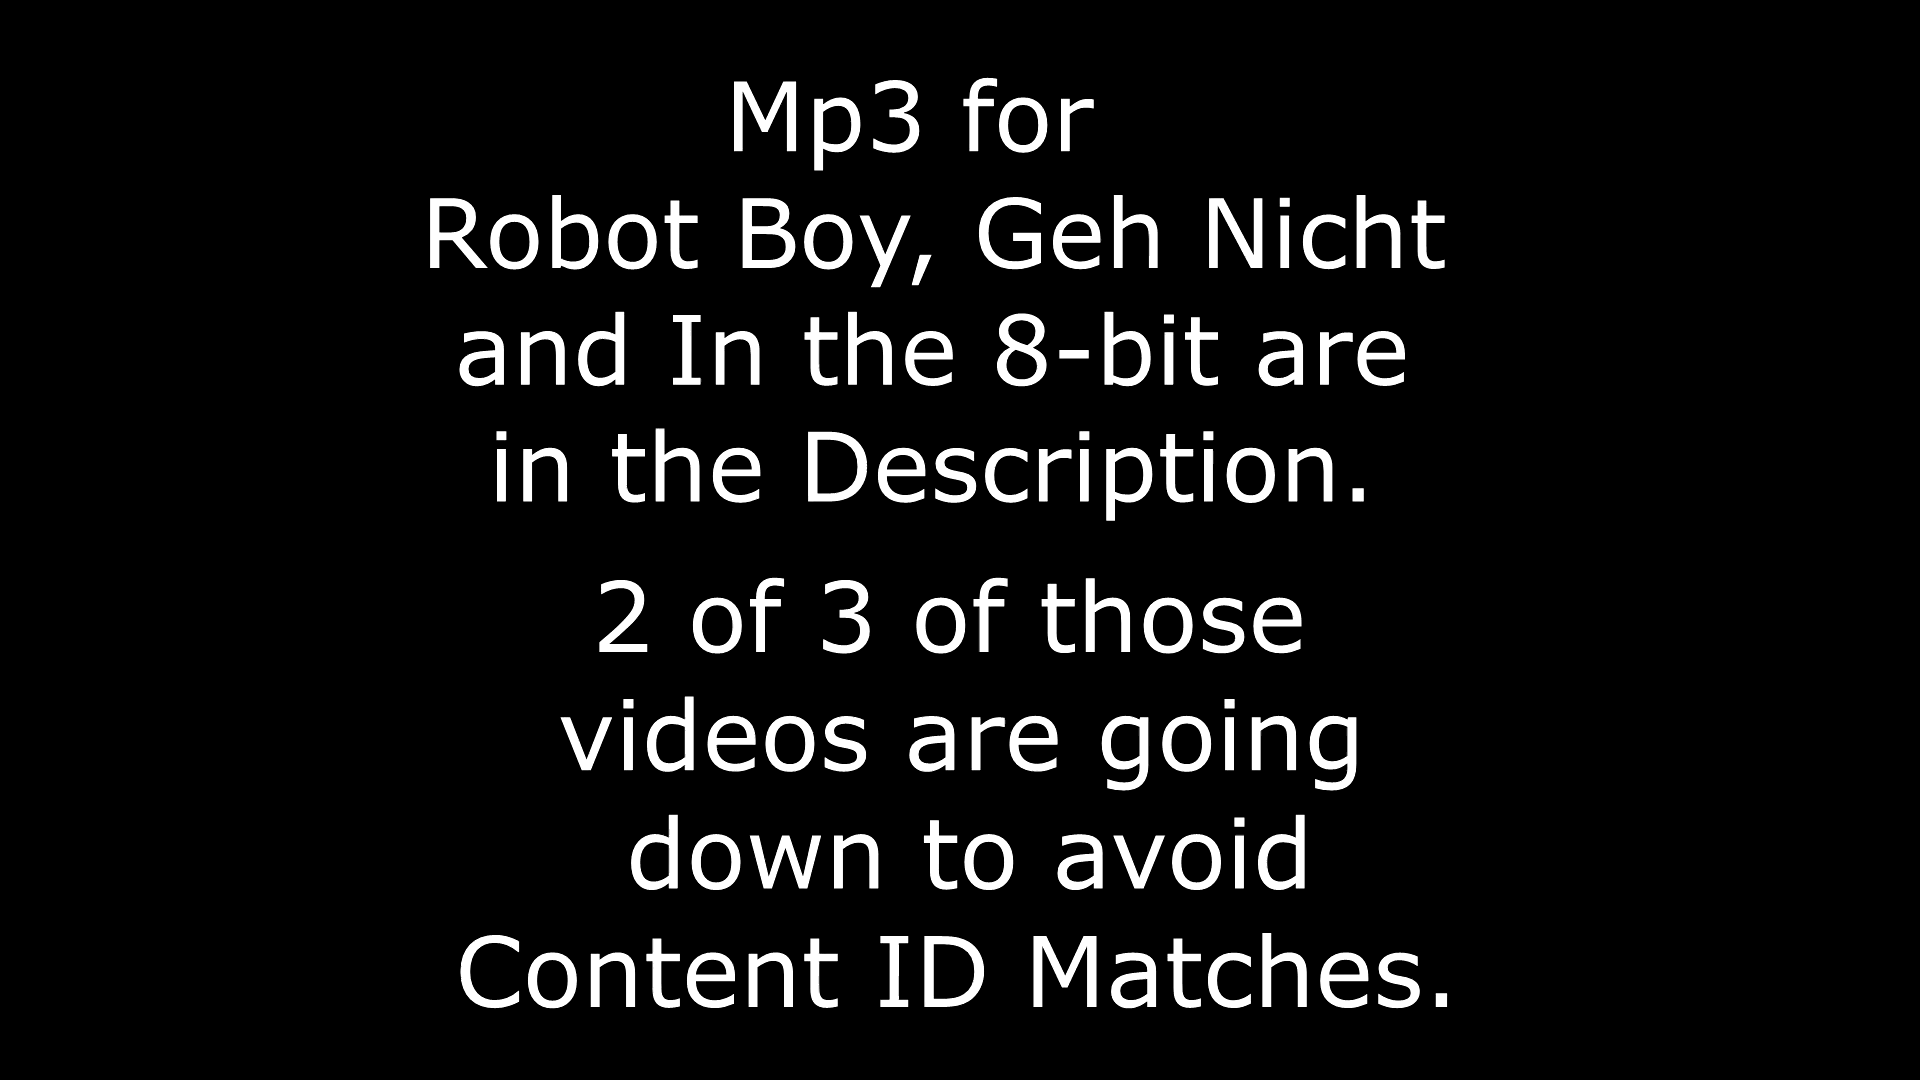 Mp3 for
Robot Boy, Geh Nicht
and In the 8-bit are
in the Description.
2 of 3 of those
videos are going
down to avoid
Content ID Matches.